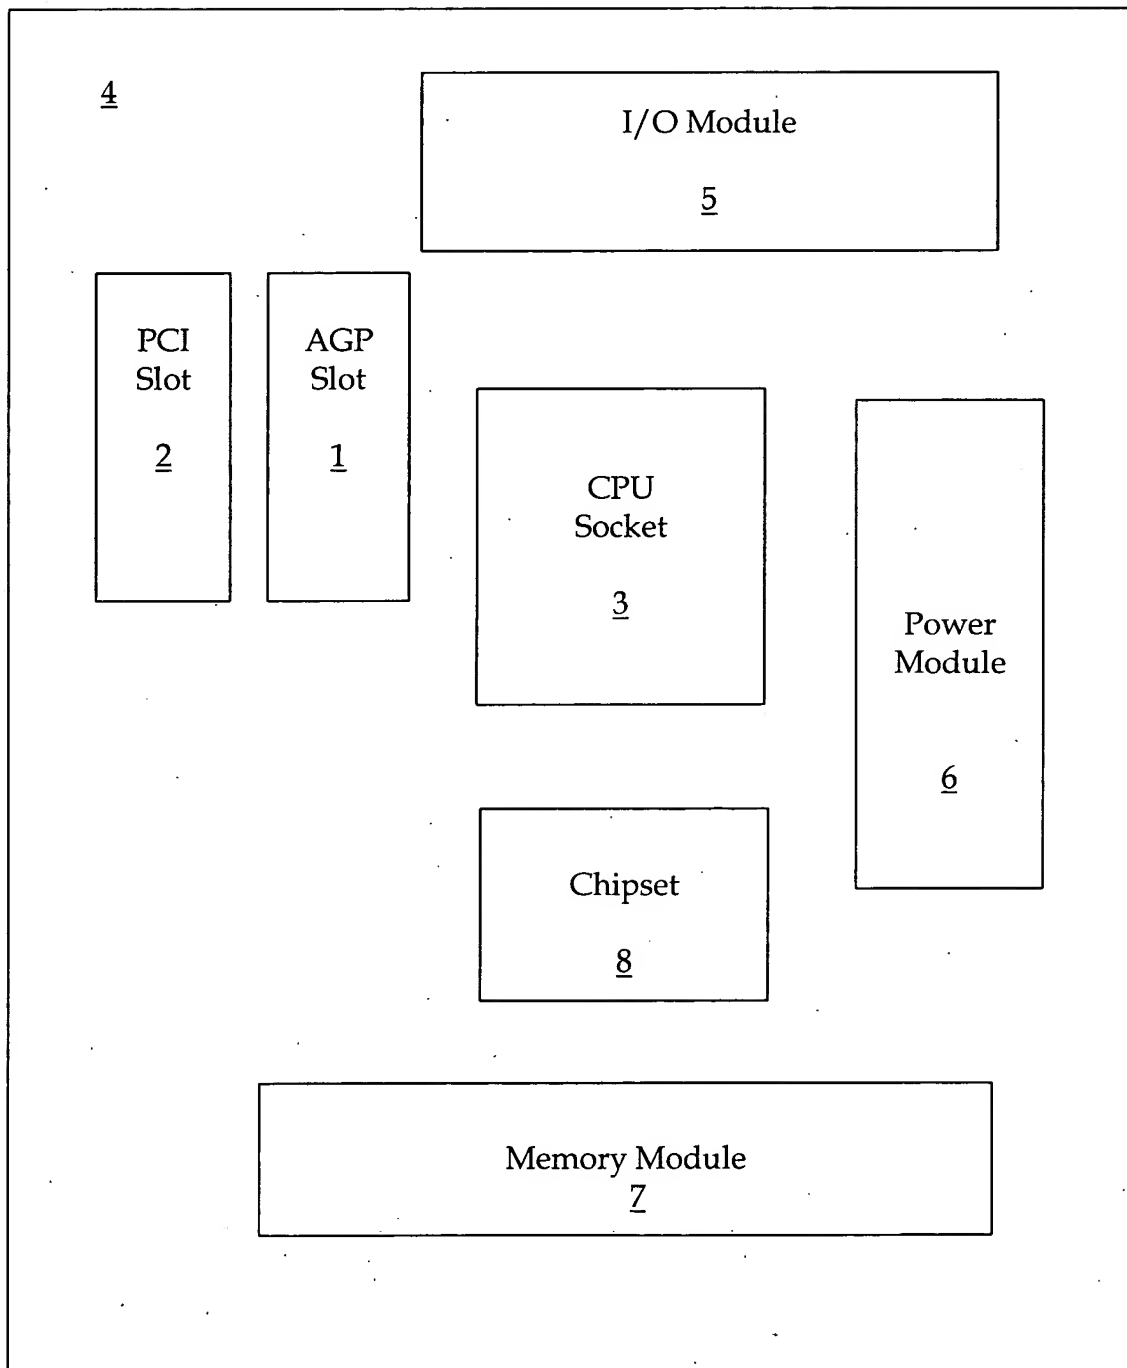 4
I/O Module
5
PCI
Slot
2
AGP
Slot
1
CPU
Socket
3
Power
Module
6
Chipset
8
Memory Module
7